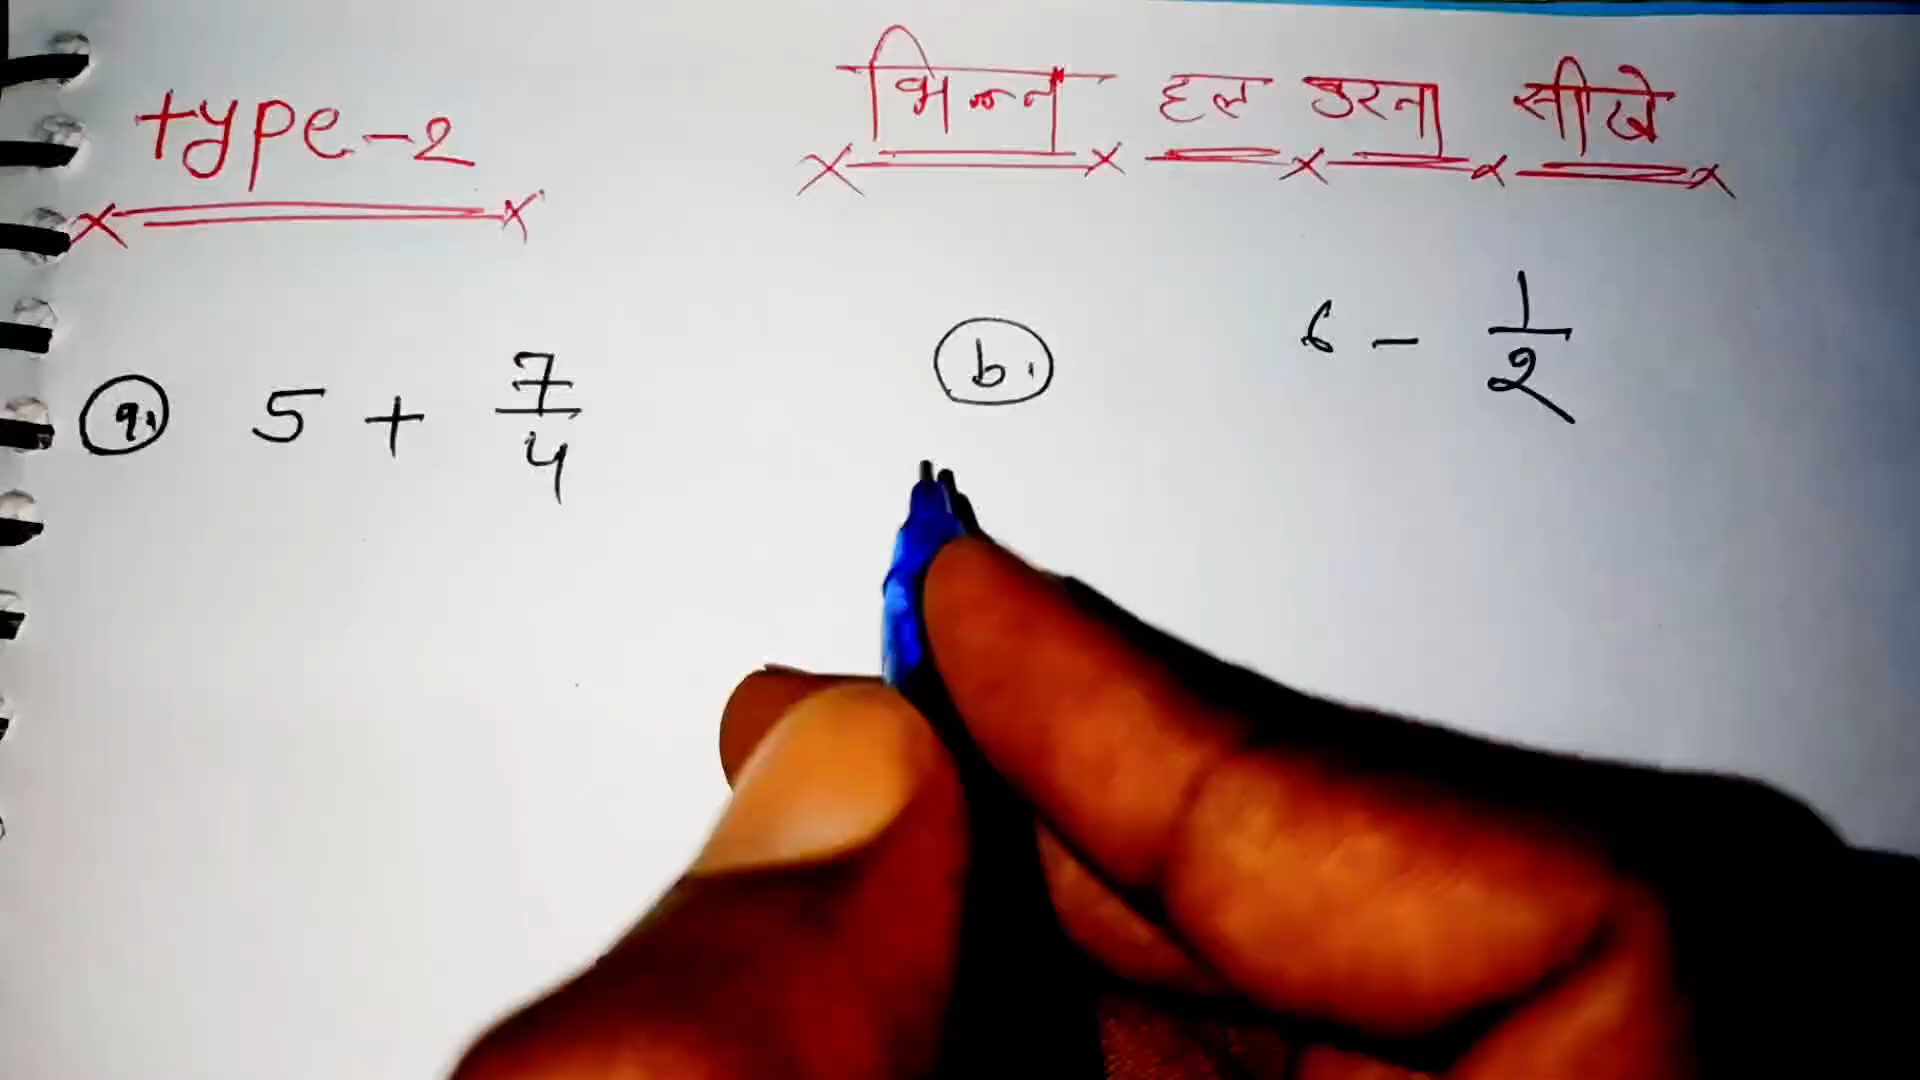 type-2
भिन्न हल करना सीखे
a. 5 + 7/4
b. 6 - 1/2